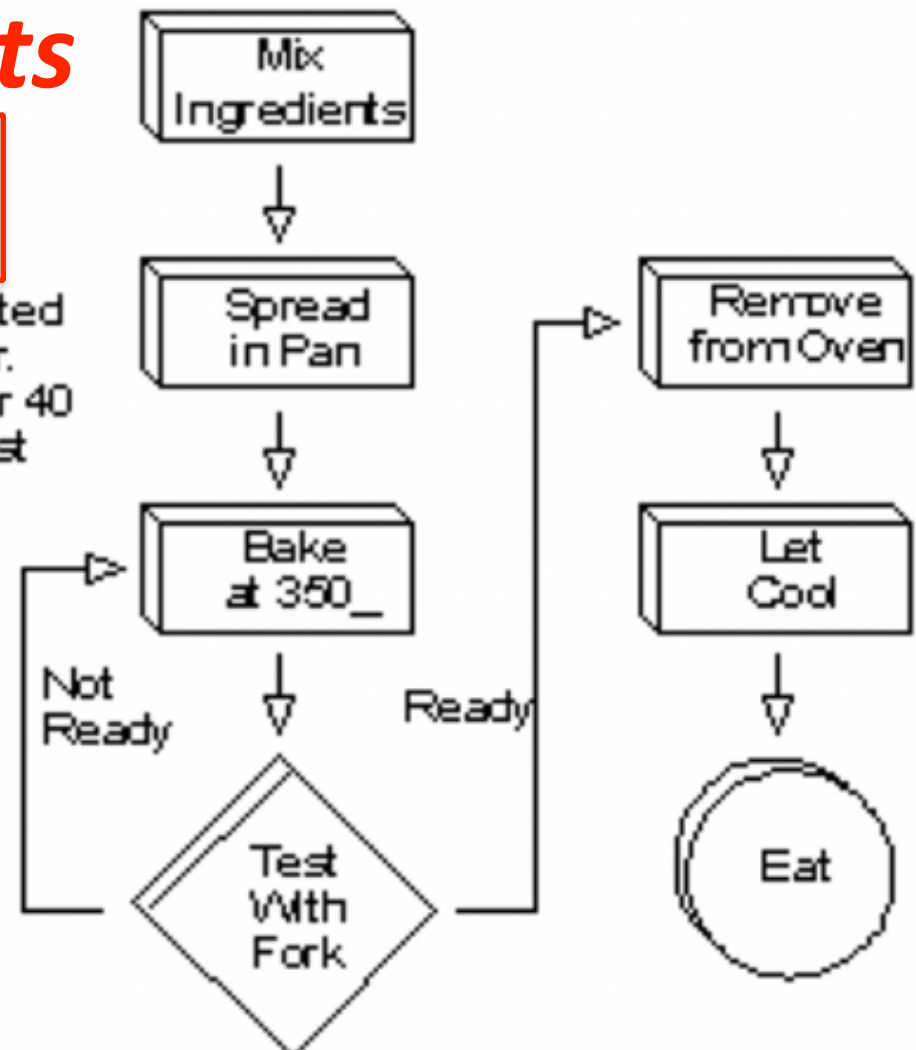 ts
ted
r.
r 40
st
Mix
Ingredients
Spread
in Pan
Bake
at 350_
Not
Ready
Ready
Test
With
Fork
Remove
from Oven
Let
Cool
Eat